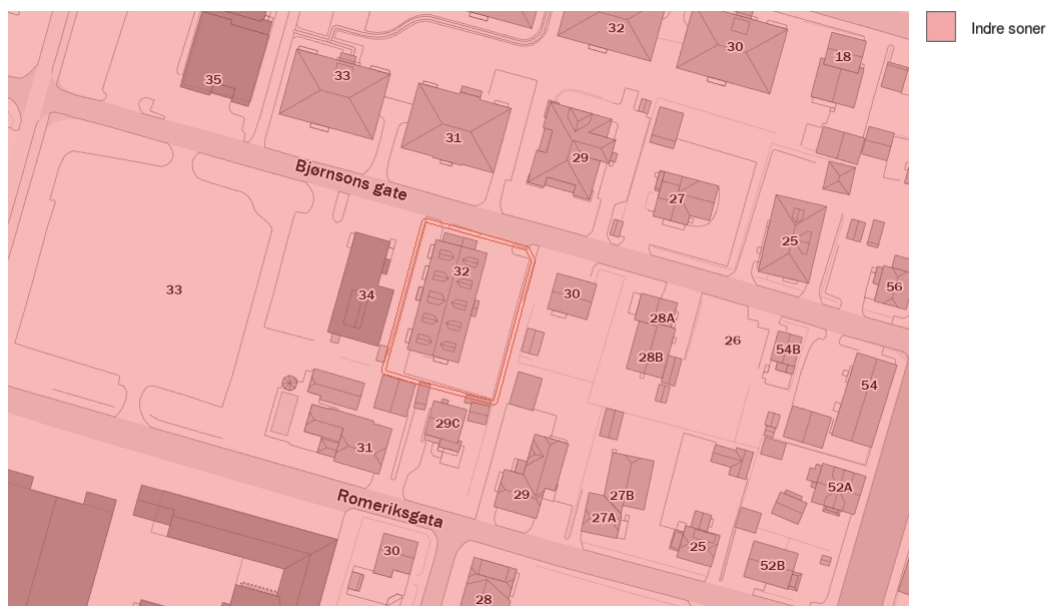 Indre soner
32
30
18
35
33
31
29
27
25
56
Bjørnsons gate
33
34
32
30
28A
28B
26
54B
54
31
29C
29
27B
27A
25
52A
52B
Romeriksgata
30
28